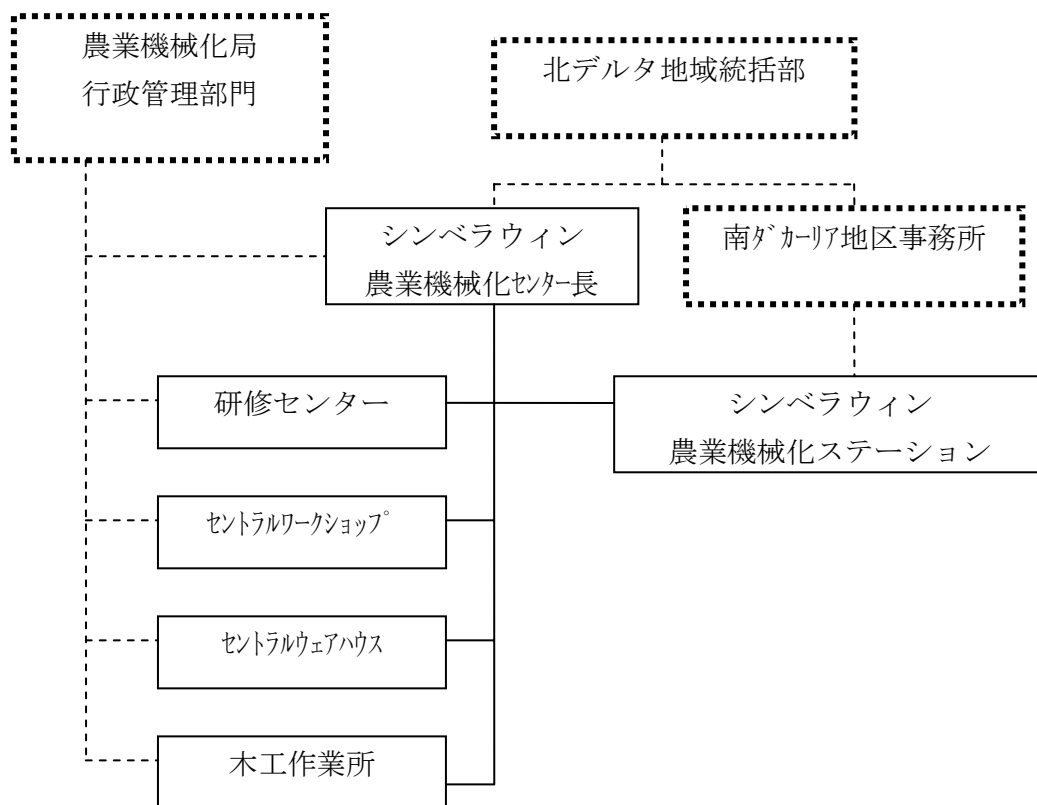 農業機械化局
行政管理部門
北デルタ地域統括部
シンベラウィン
農業機械化ｾﾝﾀｰ長
南ﾀﾞｶｰﾘｱ地区事務所
研修センター
シンベラウィン
農業機械化ステーション
ｾﾝﾄﾗﾙﾜｰｸｼｮｯﾌﾟ
ｾﾝﾄﾗﾙｳｪｱﾊｳｽ
木工作業所